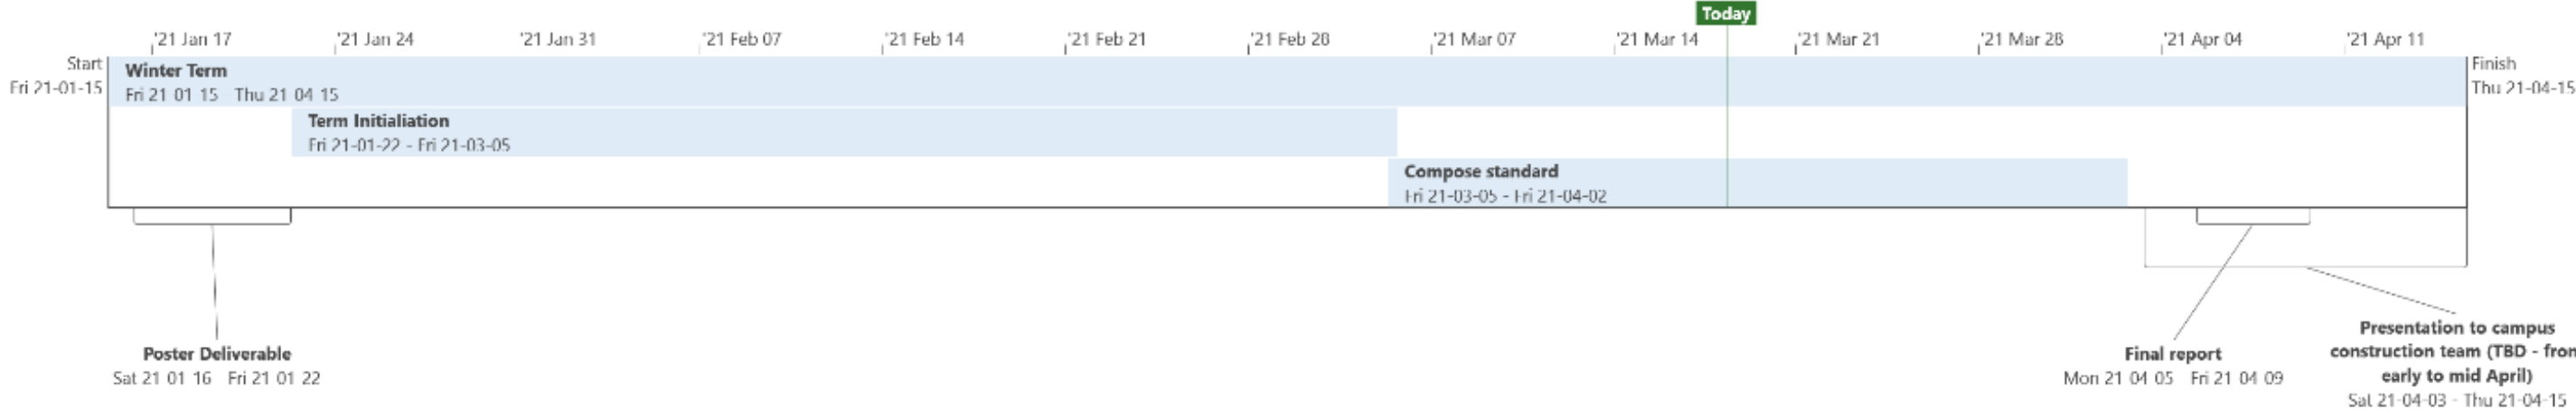 Today
'21 Jan 17 '21 Jan 24 '21 Jan 31 '21 Feb 07 '21 Feb 14 '21 Feb 21 '21 Feb 28 '21 Mar 07 '21 Mar 14 '21 Mar 21 '21 Mar 28 '21 Apr 04 '21 Apr 11
Start
Fri 21-01-15
Winter Term
Fri 21 01 15 Thu 21 04 15
Finish
Thu 21-04-15
Term Initialiation
Fri 21-01-22 - Fri 21-03-05
Compose standard
Fri 21-03-05 - Fri 21-04-02
Poster Deliverable
Sat 21 01 16 Fri 21 01 22
Final report
Mon 21 04 05 Fri 21 04 09
Presentation to campus
construction team (TBD - fron
early to mid April)
Sat 21-04-03 - Thu 21-04-15